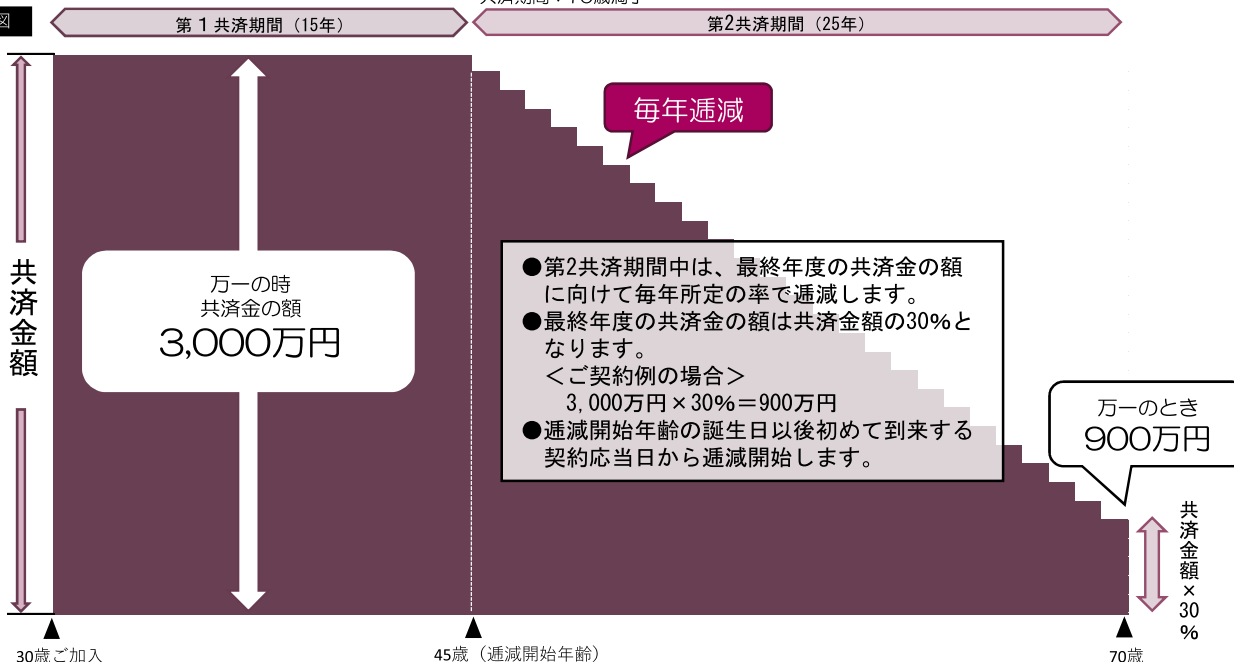 図
第１共済期間（15年）
第2共済期間（25年）
毎年逓減
共済金額
万一の時
共済金の額
3,000万円
●第2共済期間中は、最終年度の共済金の額
に向けて毎年所定の率で逓減します。
●最終年度の共済金の額は共済金額の30％と
なります。
＜ご契約例の場合＞
3,000万円×30％＝900万円
●逓減開始年齢の誕生日以後初めて到来する
契約応当日から逓減開始します。
万一のとき
900万円
共済金額×30％
30歳ご加入
45歳（逓減開始年齢）
70歳